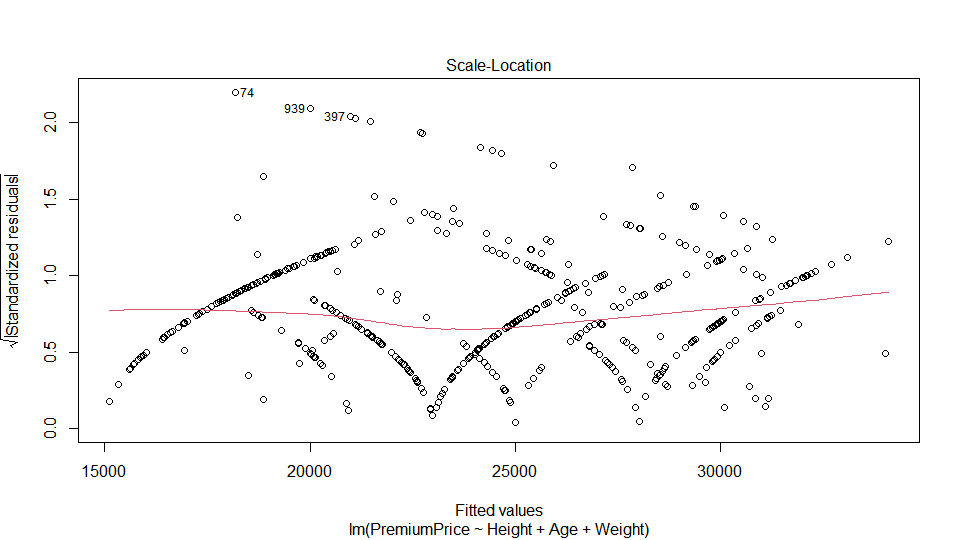 Scale-Location
√|Standardized residuals|
2.0
1.5
1.0
0.5
0.0
74
939
397
15000 20000 25000 30000
Fitted values
lm(PremiumPrice ~ Height + Age + Weight)